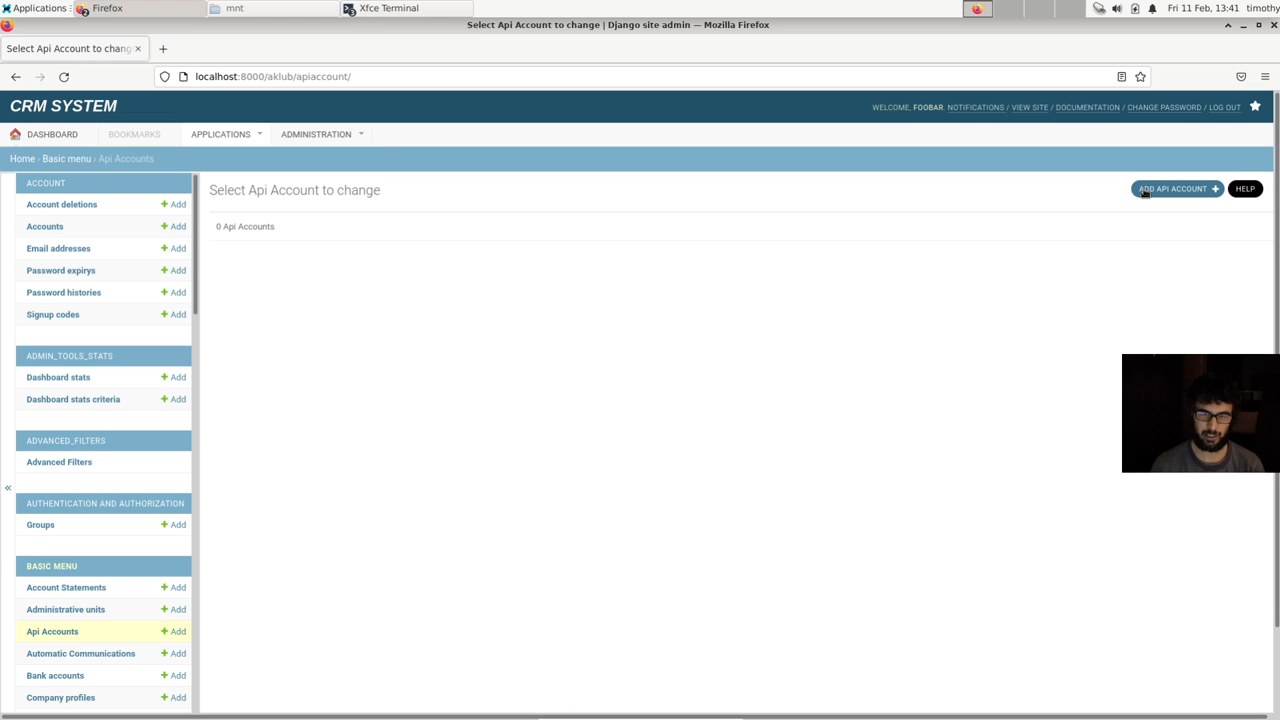 Applications
Firefox
2
mnt
3
Xfce Terminal
Fri 11 Feb, 13:41 timothy
Select Api Account to change | Django site admin — Mozilla Firefox
Select Api Account to chang
localhost:8000/aklub/apiaccount/
CRM SYSTEM
WELCOME, FOOBAR. NOTIFICATIONS / VIEW SITE / DOCUMENTATION / CHANGE PASSWORD / LOG OUT
DASHBOARD
BOOKMARKS
APPLICATIONS
ADMINISTRATION
Home › Basic menu › Api Accounts
ACCOUNT
Account deletions Add
Accounts Add
Email addresses Add
Password expirys Add
Password histories Add
Signup codes Add
ADMIN_TOOLS_STATS
Dashboard stats Add
Dashboard stats criteria Add
ADVANCED_FILTERS
Advanced Filters
AUTHENTICATION AND AUTHORIZATION
Groups Add
BASIC MENU
Account Statements Add
Administrative units Add
Api Accounts Add
Automatic Communications Add
Bank accounts Add
Company profiles Add
Select Api Account to change
ADD API ACCOUNT +
HELP
0 Api Accounts